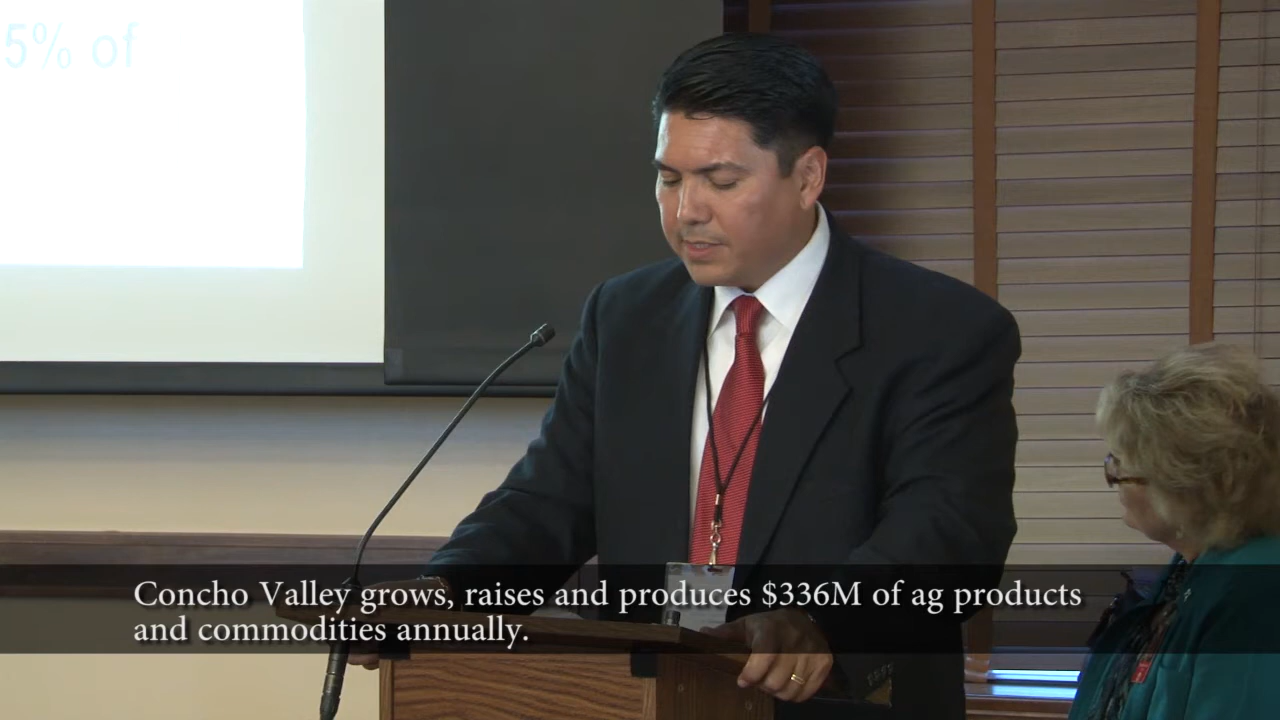 5% of
Concho Valley grows, raises and produces $336M of ag products
and commodities annually.